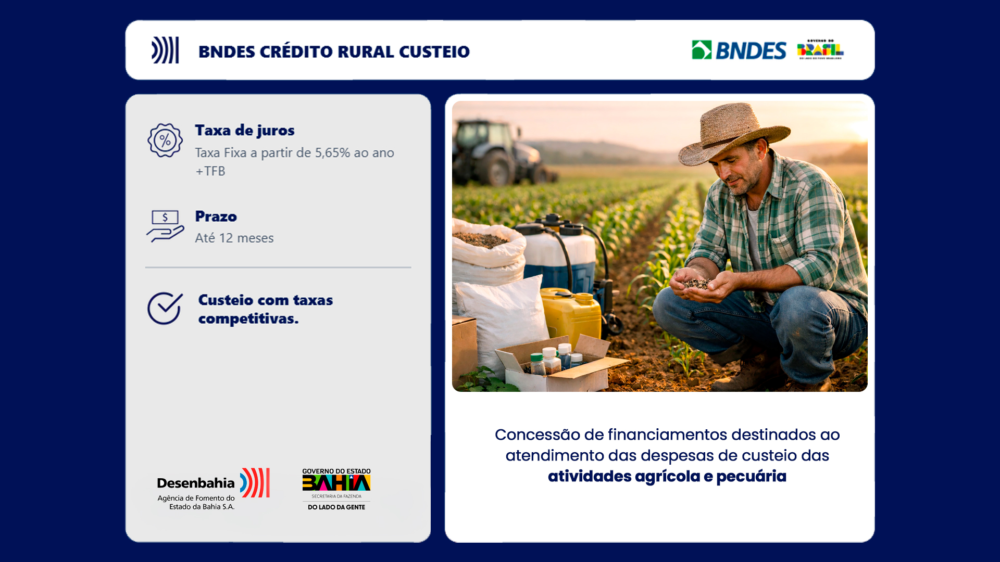 BNDES CRÉDITO RURAL CUSTEIO
BNDES
GOVERNO DO
BRASIL
DO LADO DO POVO BRASILEIRO
Taxa de juros
Taxa Fixa a partir de 5,65% ao ano
+TFB
Prazo
Até 12 meses
Custeio com taxas
competitivas.
Desenbahia
Agência de Fomento do
Estado da Bahia S.A.
GOVERNO DO ESTADO
BAHIA
SECRETARIA DA FAZENDA
DO LADO DA GENTE
Concessão de financiamentos destinados ao
atendimento das despesas de custeio das
atividades agrícola e pecuária